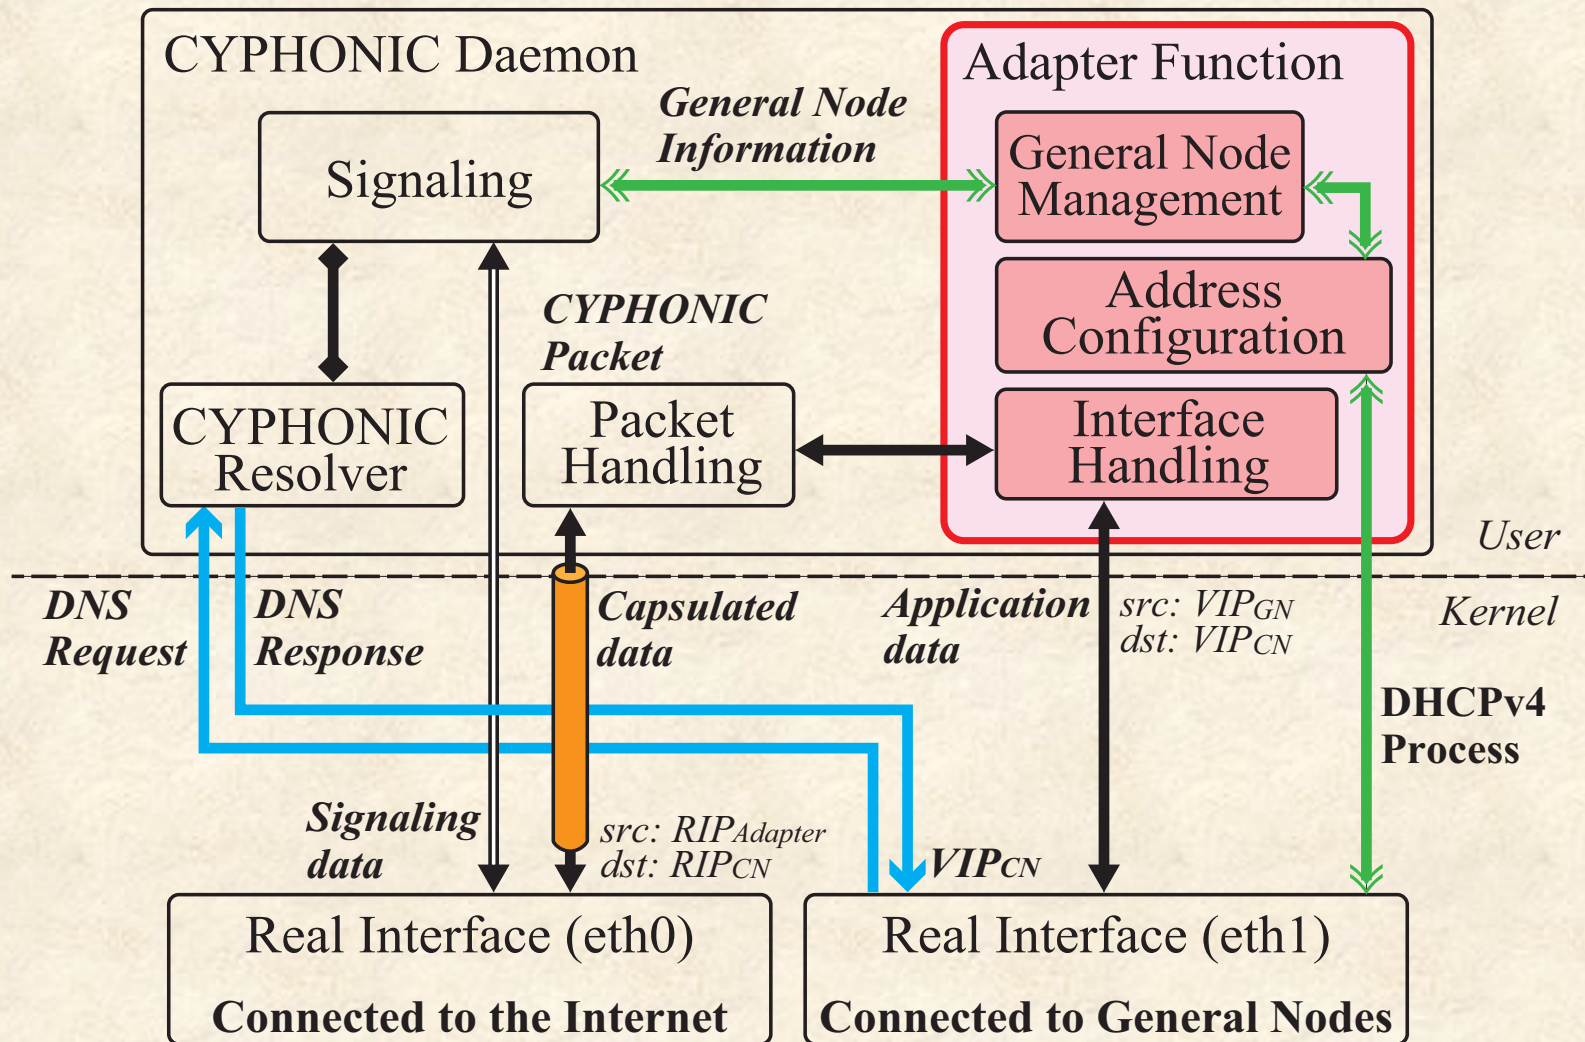 CYPHONIC Daemon
Adapter Function
General Node
Information
Signaling
General Node
Management
Address
Configuration
CYPHONIC
Packet
CYPHONIC
Resolver
Packet
Handling
Interface
Handling
User
Kernel
DNS
Request
DNS
Response
Capsulated
data
Application
data
src: VIPGN
dst: VIPCN
DHCPv4
Process
Signaling
data
src: RIPAdapter
dst: RIPCN
VIPCN
Real Interface (eth0)
Connected to the Internet
Real Interface (eth1)
Connected to General Nodes